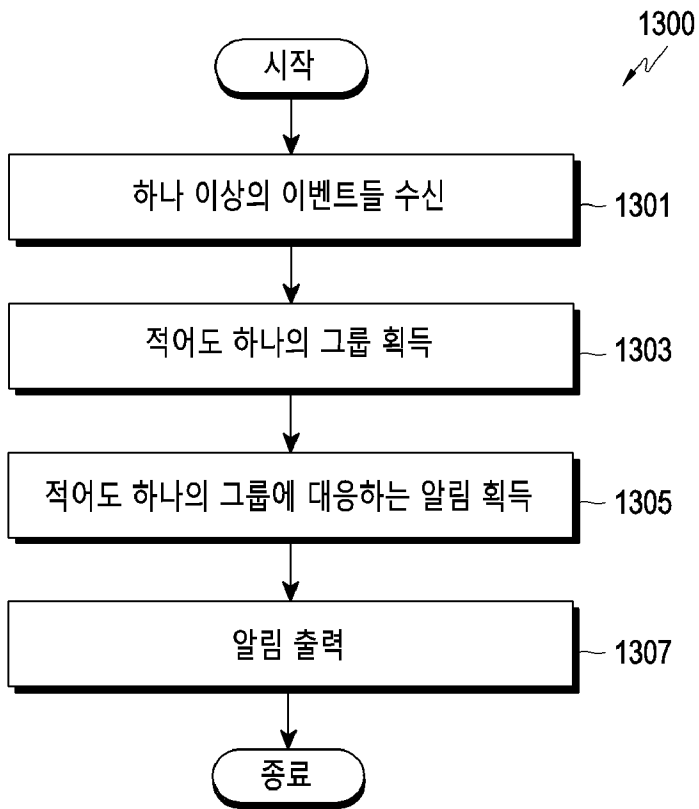 1300
시작
하나 이상의 이벤트들 수신
1301
적어도 하나의 그룹 획득
1303
적어도 하나의 그룹에 대응하는 알림 획득
1305
알림 출력
1307
종료